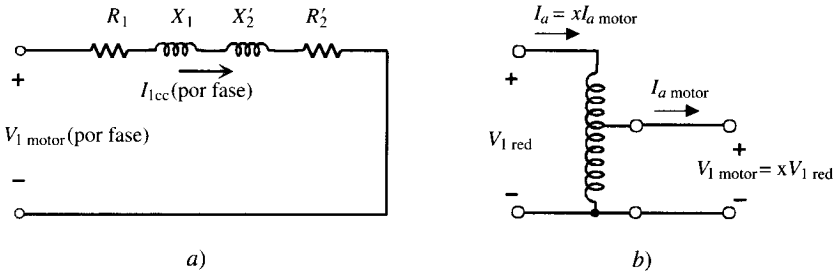 R₁ X₁ X′₂ R′₂
+
I₁cc (por fase)
V₁ motor (por fase)
−
a)
Iₐ = xIₐ motor
+
Iₐ motor
V₁ red
+
V₁ motor = xV₁ red
−
−
b)